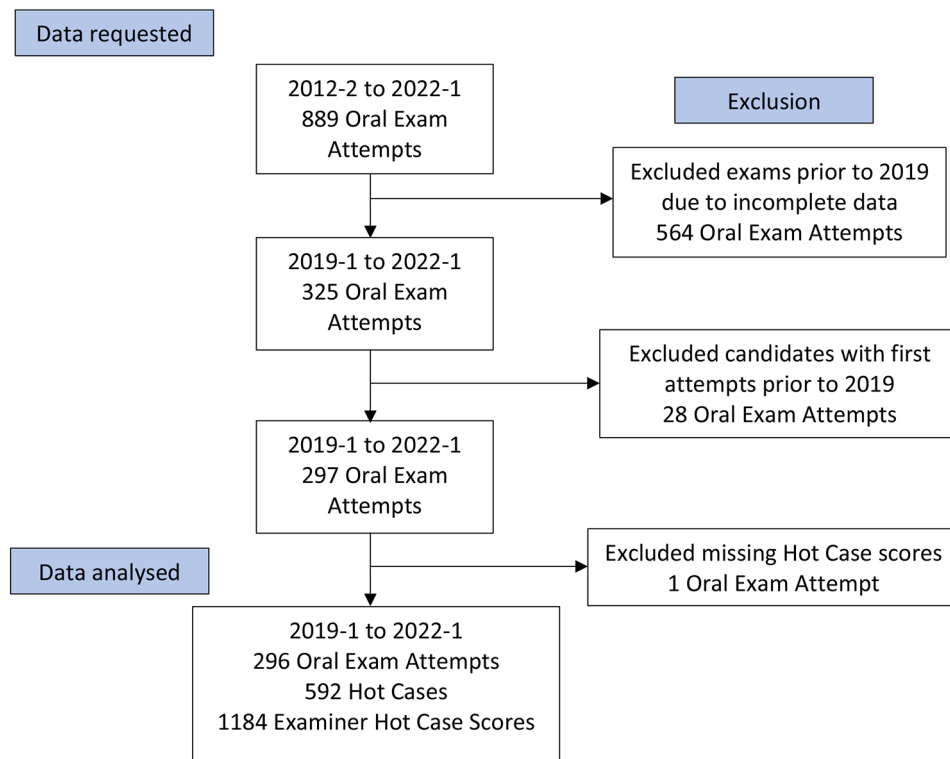 Data requested
2012-2 to 2022-1
889 Oral Exam
Attempts
Exclusion
Excluded exams prior to 2019
due to incomplete data
564 Oral Exam Attempts
2019-1 to 2022-1
325 Oral Exam
Attempts
Excluded candidates with first
attempts prior to 2019
28 Oral Exam Attempts
2019-1 to 2022-1
297 Oral Exam
Attempts
Excluded missing Hot Case scores
1 Oral Exam Attempt
Data analysed
2019-1 to 2022-1
296 Oral Exam Attempts
592 Hot Cases
1184 Examiner Hot Case Scores